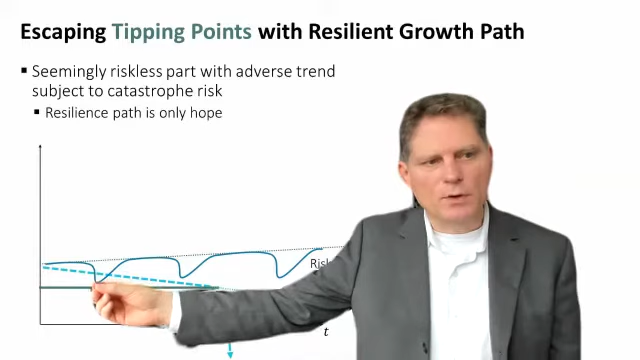 Escaping Tipping Points with Resilient Growth Path
▪ Seemingly riskless part with adverse trend
subject to catastrophe risk
▪ Resilience path is only hope
t